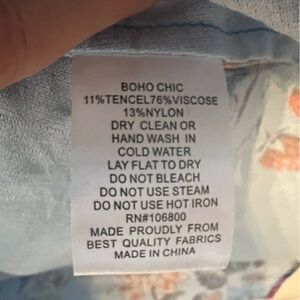 BOHO CHIC
11%TENCEL76%VISCOSE
13%NYLON
DRY CLEAN OR
HAND WASH IN
COLD WATER
LAY FLAT TO DRY
DO NOT BLEACH
DO NOT USE STEAM
DO NOT USE HOT IRON
RN#106800
MADE PROUDLY FROM
BEST QUALITY FABRICS
MADE IN CHINA